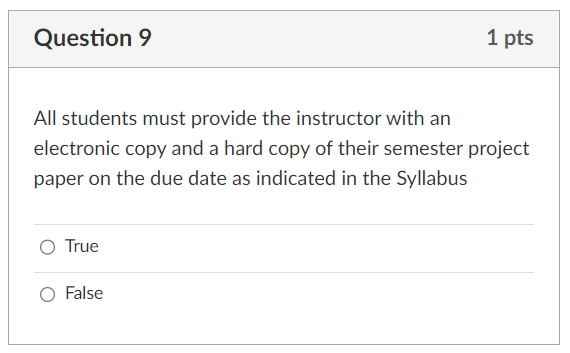 Question 9
1 pts
All students must provide the instructor with an
electronic copy and a hard copy of their semester project
paper on the due date as indicated in the Syllabus
True
False